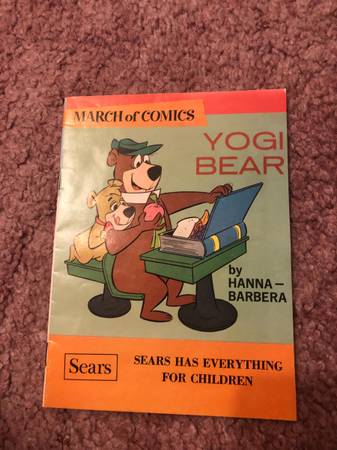 MARCH of COMICS
YOGI
BEAR
by
HANNA—
BARBERA
Sears
SEARS HAS EVERYTHING
FOR CHILDREN